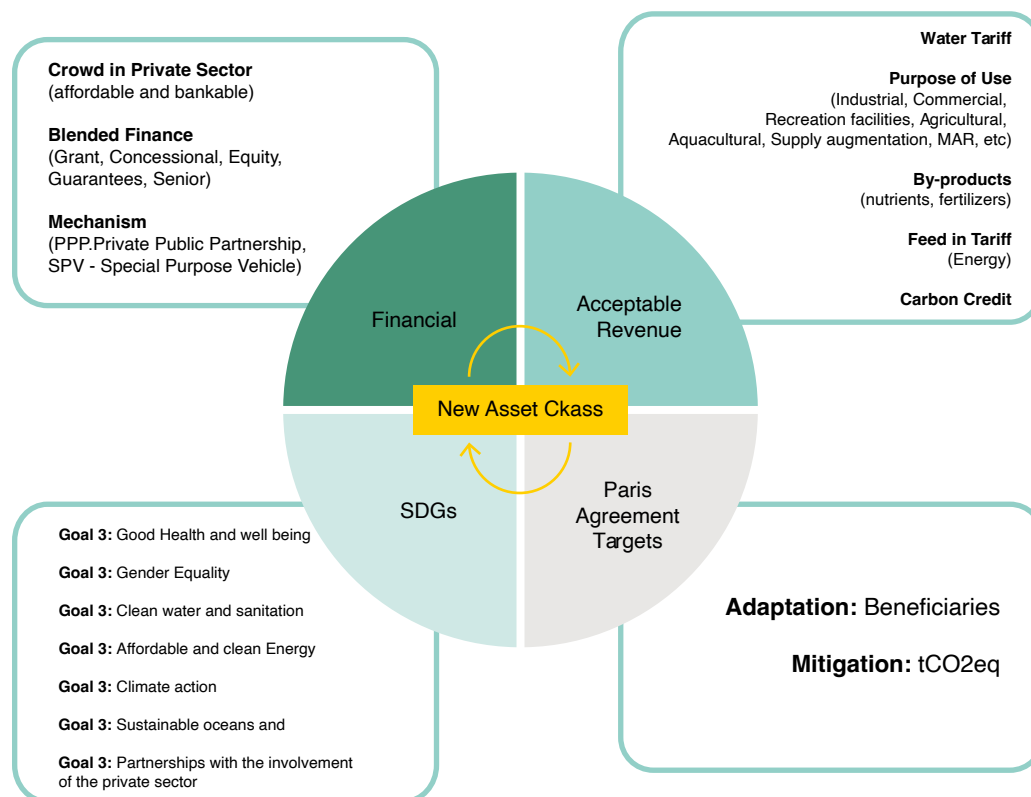 Crowd in Private Sector
(affordable and bankable)
Blended Finance
(Grant, Concessional, Equity,
Guarantees, Senior)
Mechanism
(PPP.Private Public Partnership,
SPV - Special Purpose Vehicle)
Water Tariff
Purpose of Use
(Industrial, Commercial,
Recreation facilities, Agricultural,
Aquacultural, Supply augmentation, MAR, etc)
By-products
(nutrients, fertilizers)
Feed in Tariff
(Energy)
Carbon Credit
Financial
Acceptable
Revenue
New Asset Ckass
SDGs
Paris
Agreement
Targets
Goal 3: Good Health and well being
Goal 3: Gender Equality
Goal 3: Clean water and sanitation
Goal 3: Affordable and clean Energy
Goal 3: Climate action
Goal 3: Sustainable oceans and
Goal 3: Partnerships with the involvement
of the private sector
Adaptation: Beneficiaries
Mitigation: tCO2eq